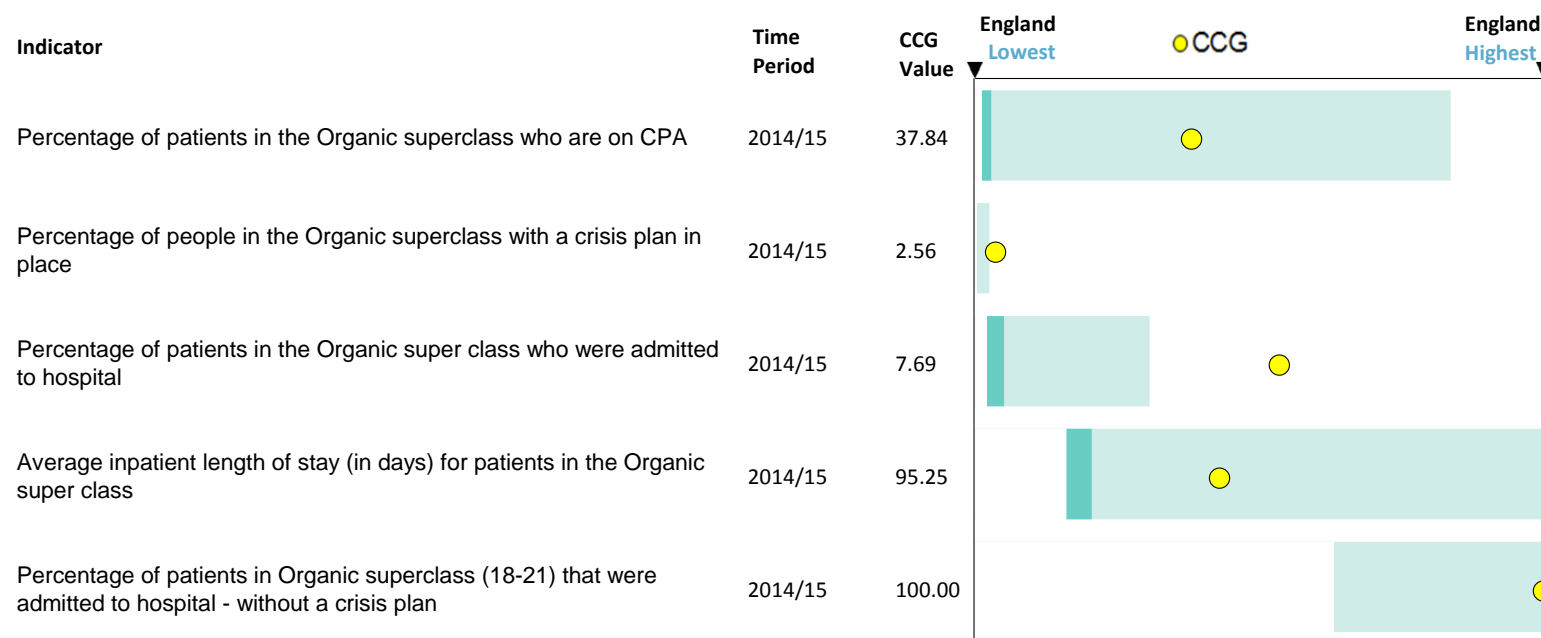 Indicator
Time
Period
CCG
Value
England
Lowest
CCG
England
Highest
Percentage of patients in the Organic superclass who are on CPA
2014/15
37.84
Percentage of people in the Organic superclass with a crisis plan in
place
2014/15
2.56
Percentage of patients in the Organic super class who were admitted
to hospital
2014/15
7.69
Average inpatient length of stay (in days) for patients in the Organic
super class
2014/15
95.25
Percentage of patients in Organic superclass (18-21) that were
admitted to hospital - without a crisis plan
2014/15
100.00